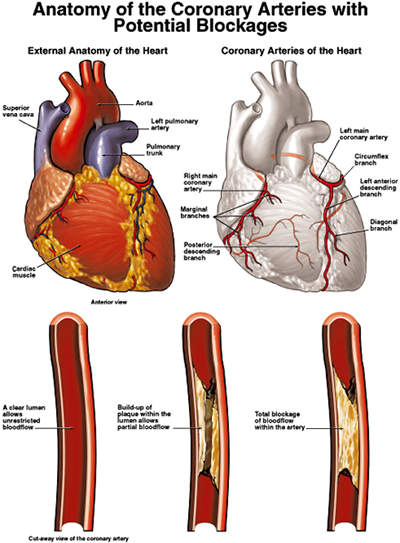 Anatomy of the Coronary Arteries with
Potential Blockages
External Anatomy of the Heart
Coronary Arteries of the Heart
Superior
vena cava
Aorta
Left pulmonary
artery
Pulmonary
trunk
Cardiac
muscle
Anterior view
Left main
coronary
artery
Circumflex
branch
Right main
coronary
artery
Left anterior
descending
branch
Marginal
branches
Diagonal
branch
Posterior
descending
branch
A clear lumen
allows
unrestricted
bloodflow
Build-up of
plaque within the
lumen allows
partial bloodflow
Total blockage
of bloodflow
within the artery
Cut-away view of the coronary artery